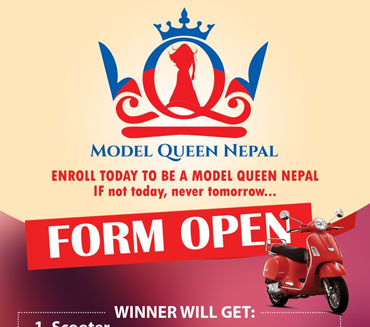 MODEL QUEEN NEPAL
ENROLL TODAY TO BE A MODEL QUEEN NEPAL
IF not today, never tomorrow...
FORM OPEN
WINNER WILL GET:
1. Scooter